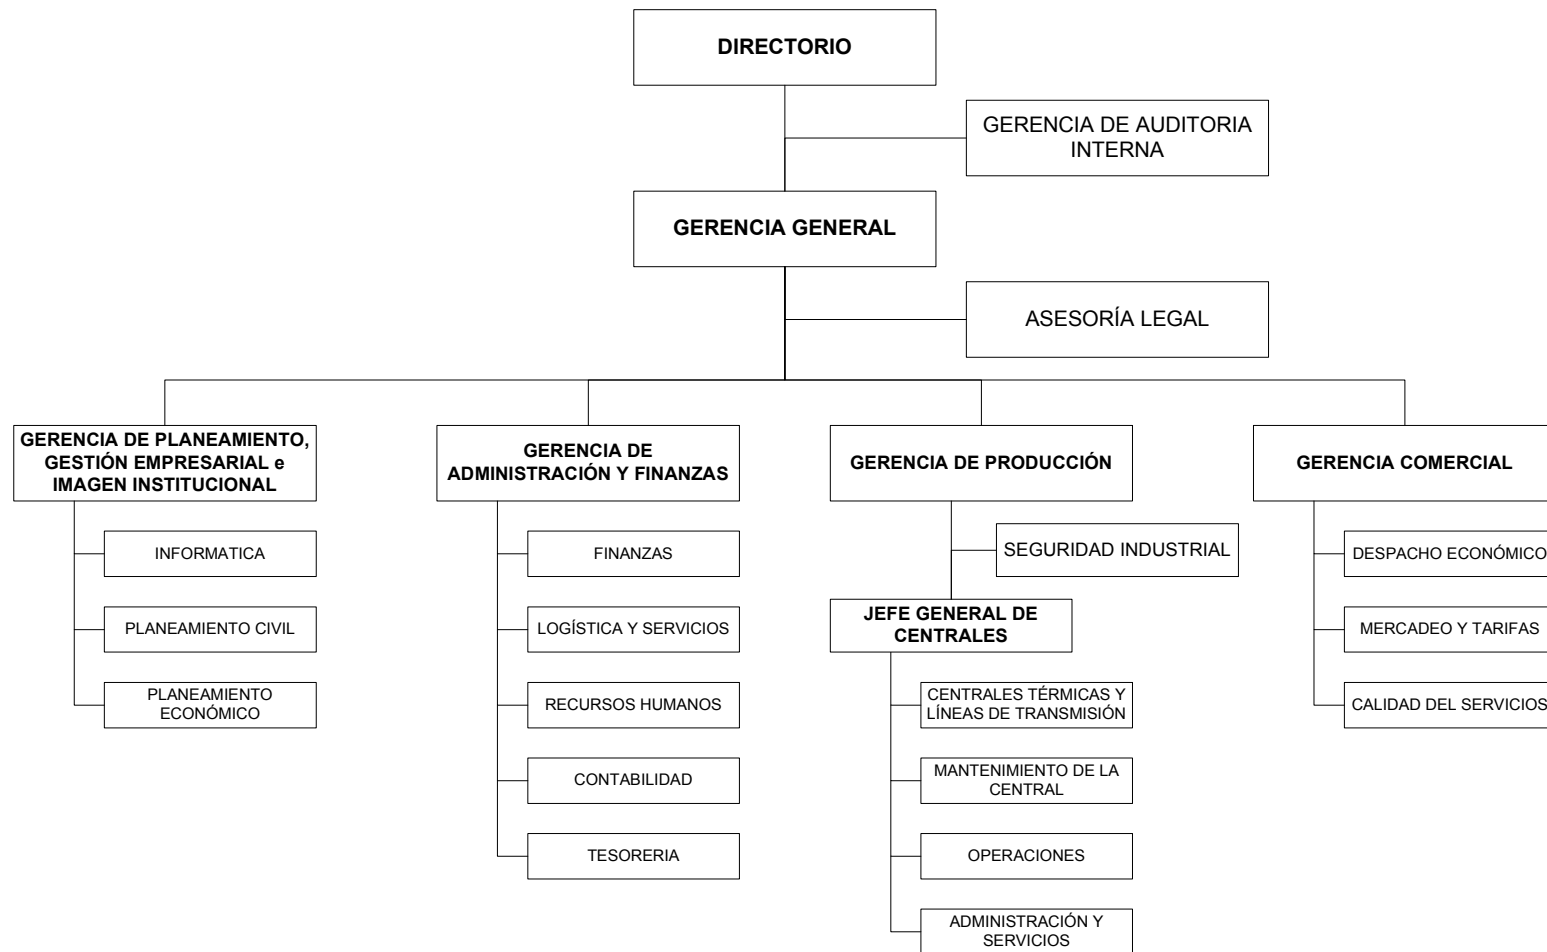 DIRECTORIO
GERENCIA DE AUDITORIA
INTERNA
GERENCIA GENERAL
ASESORÍA LEGAL
GERENCIA DE PLANEAMIENTO,
GESTIÓN EMPRESARIAL e
IMAGEN INSTITUCIONAL
INFORMATICA
PLANEAMIENTO CIVIL
PLANEAMIENTO
ECONÓMICO
GERENCIA DE
ADMINISTRACIÓN Y FINANZAS
FINANZAS
LOGÍSTICA Y SERVICIOS
RECURSOS HUMANOS
CONTABILIDAD
TESORERIA
GERENCIA DE PRODUCCIÓN
SEGURIDAD INDUSTRIAL
JEFE GENERAL DE
CENTRALES
CENTRALES TÉRMICAS Y
LÍNEAS DE TRANSMISIÓN
MANTENIMIENTO DE LA
CENTRAL
OPERACIONES
ADMINISTRACIÓN Y
SERVICIOS
GERENCIA COMERCIAL
DESPACHO ECONÓMICO
MERCADEO Y TARIFAS
CALIDAD DEL SERVICIOS